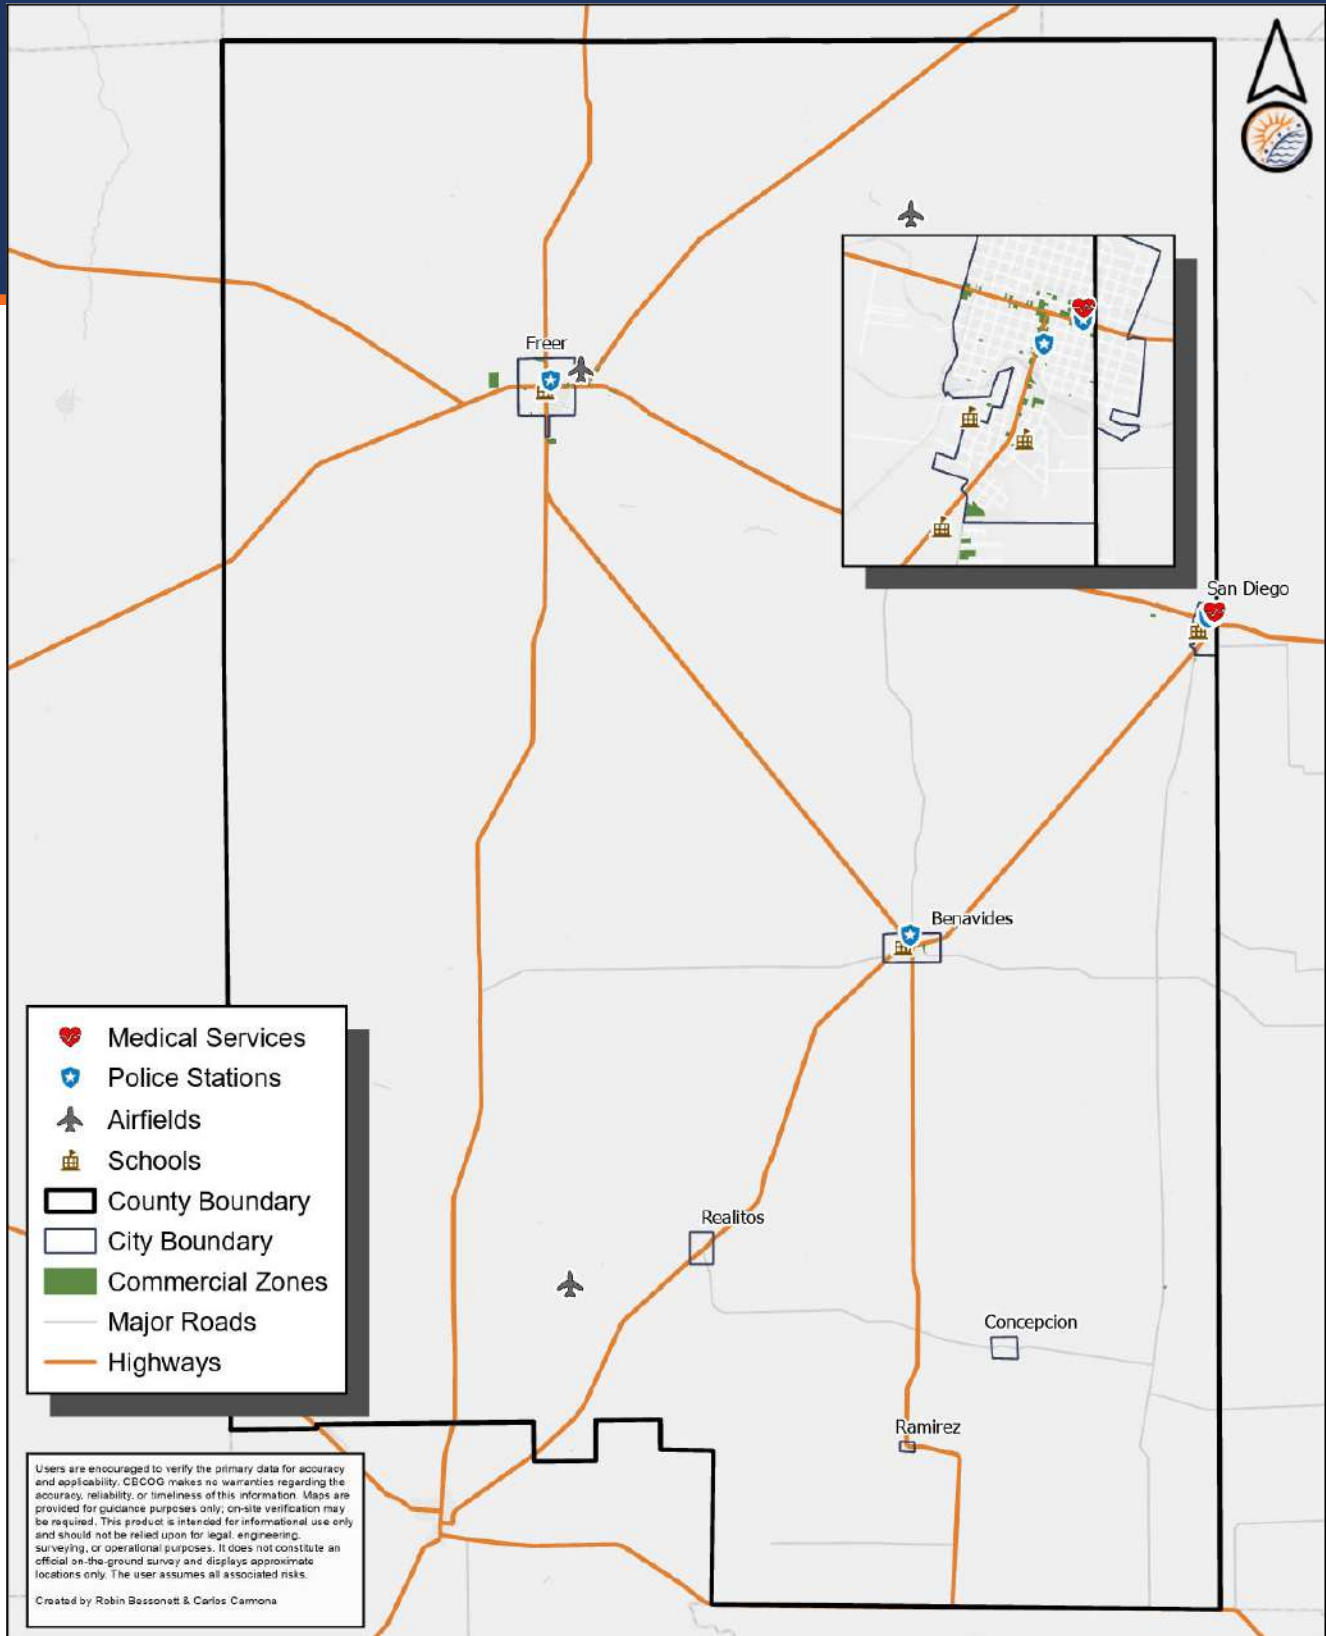 Freer
San Diego
Benavides
Medical Services
Police Stations
Airfields
Schools
County Boundary
City Boundary
Commercial Zones
Major Roads
Highways
Realitos
Concepcion
Ramirez
Users are encouraged to verify the primary data for accuracy
and applicability. CBCOG makes no warranties regarding the
accuracy, reliability, or timeliness of this information. Maps are
provided for guidance purposes only; on-site verification may
be required. This product is intended for informational use only
and should not be relied upon for legal, engineering,
surveying, or operational purposes. It does not constitute an
official on-the-ground survey and displays approximate
locations only. The user assumes all associated risks.
Created by Robin Bessonett & Carlos Carmona